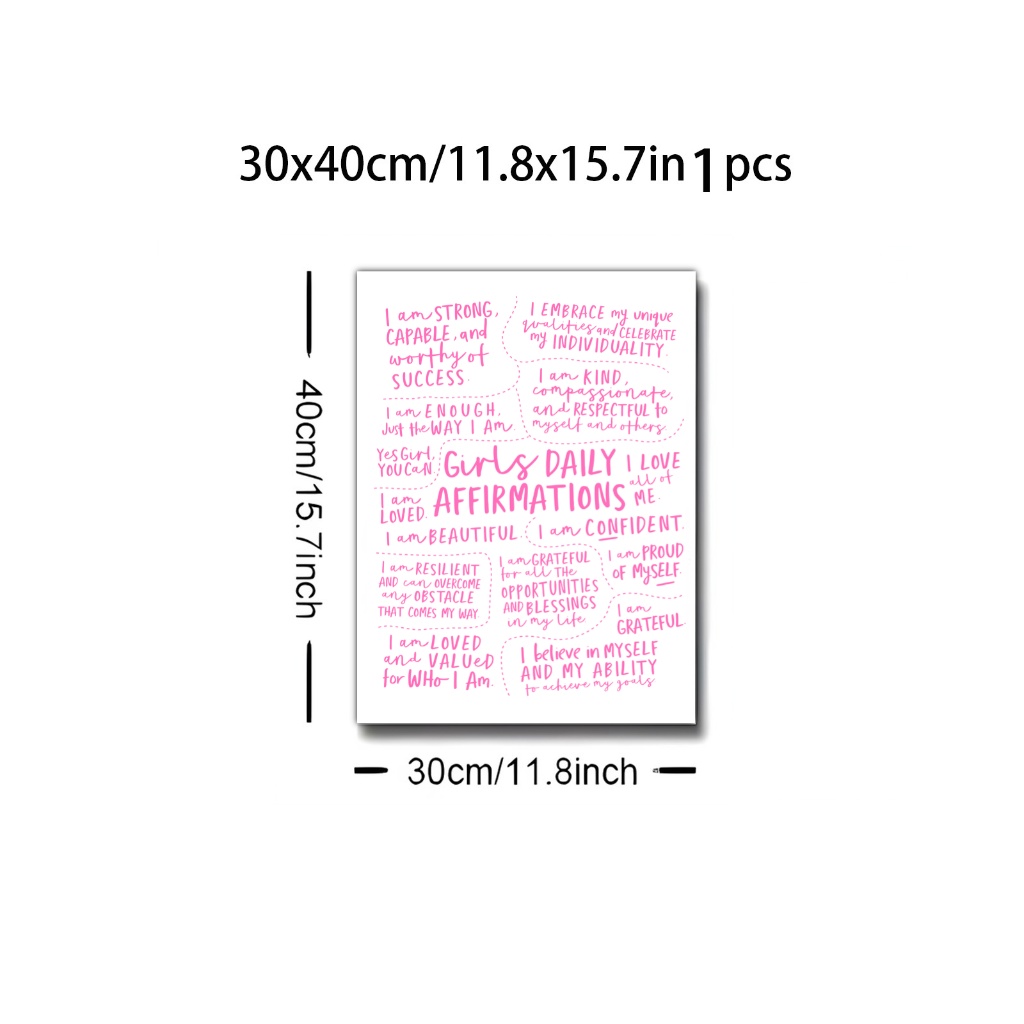 30x40cm/11.8x15.7in 1 pcs
40cm/15.7inch
I am STRONG,
CAPABLE, and
worthy of
SUCCESS.
I EMBRACE my unique
qualities and CELEBRATE
my INDIVIDUALITY.
I am KIND,
compassionate,
and RESPECTFUL to
myself and others
I am ENOUGH,
Just the WAY I Am.
Yes Girl,
YOU CaN.
Girls DAILY
AFFIRMATIONS
I LOVE
all of
ME.
I am
LOVED.
I am BEAUTIFUL.
I am CONFIDENT.
I am RESILIENT
AND can OVERCOME
any OBSTACLE
THAT COMES MY WAY.
I am GRATEFUL
for all THe
OPPORTUNITIES
AND BLESSINGS
in my life
I am PROUD
OF MySELF.
I am
GRATEFUL.
I am LOVED
and VALUeD
for WHo I Am.
I believe in MYSELF
AND MY ABILITY
to achieve my goals
30cm/11.8inch